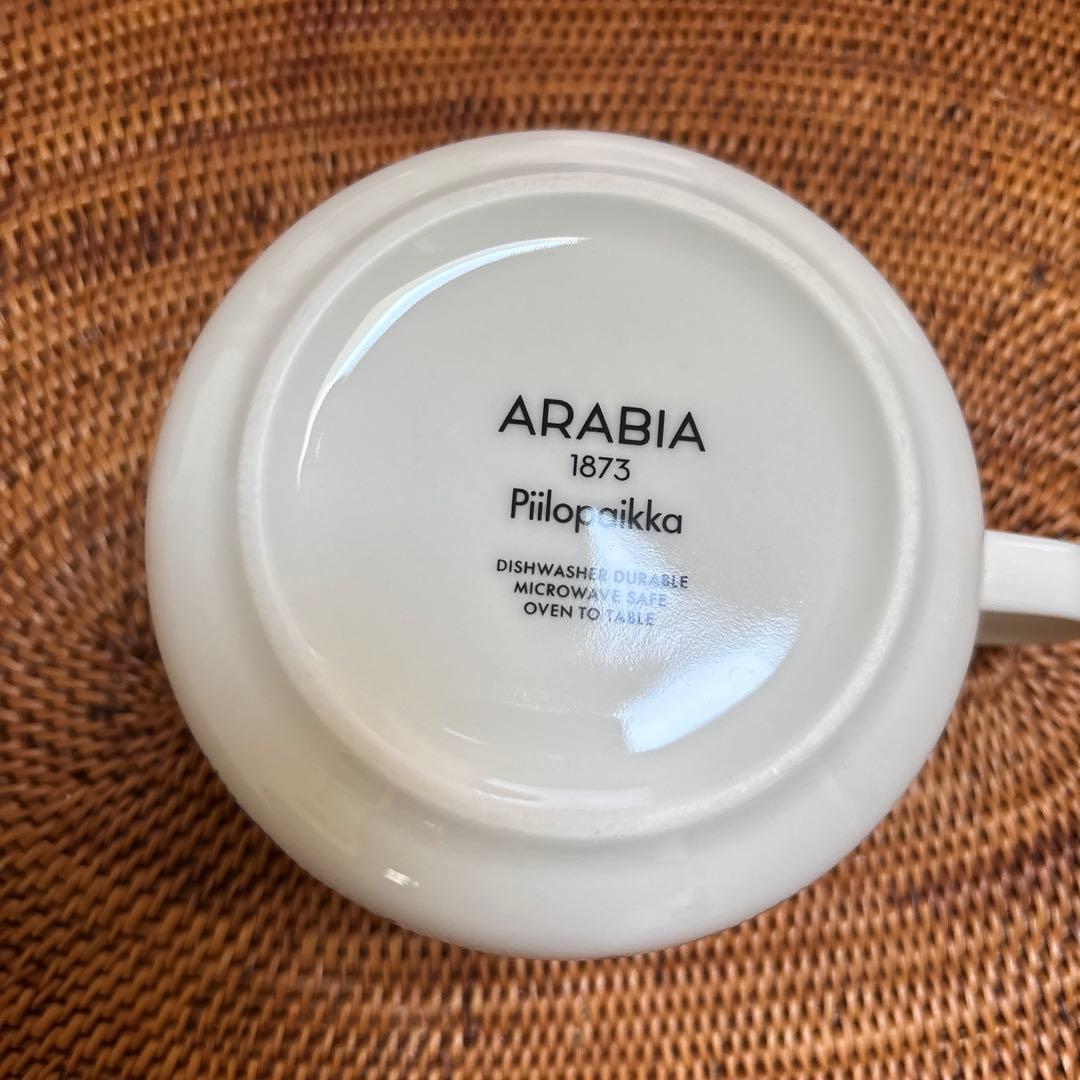 ARABIA
1873
Piilopaikka
DISHWASHER DURABLE
MICROWAVE SAFE
OVEN TO TABLE